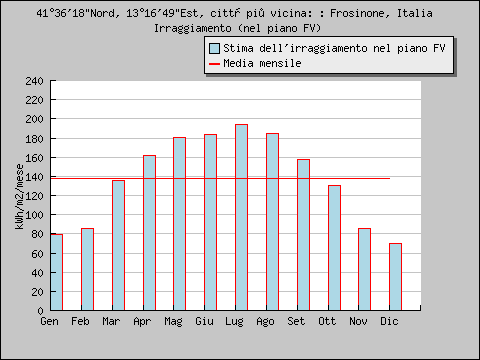 41°36'18"Nord, 13°16'49"Est, cittŕ piů vicina: : Frosinone, Italia
Irraggiamento (nel piano FV)
Stima dell'irraggiamento nel piano FV
Media mensile
kWh/m2/mese
240
220
200
180
160
140
120
100
80
60
40
20
0
Gen Feb Mar Apr Mag Giu Lug Ago Set Ott Nov Dic